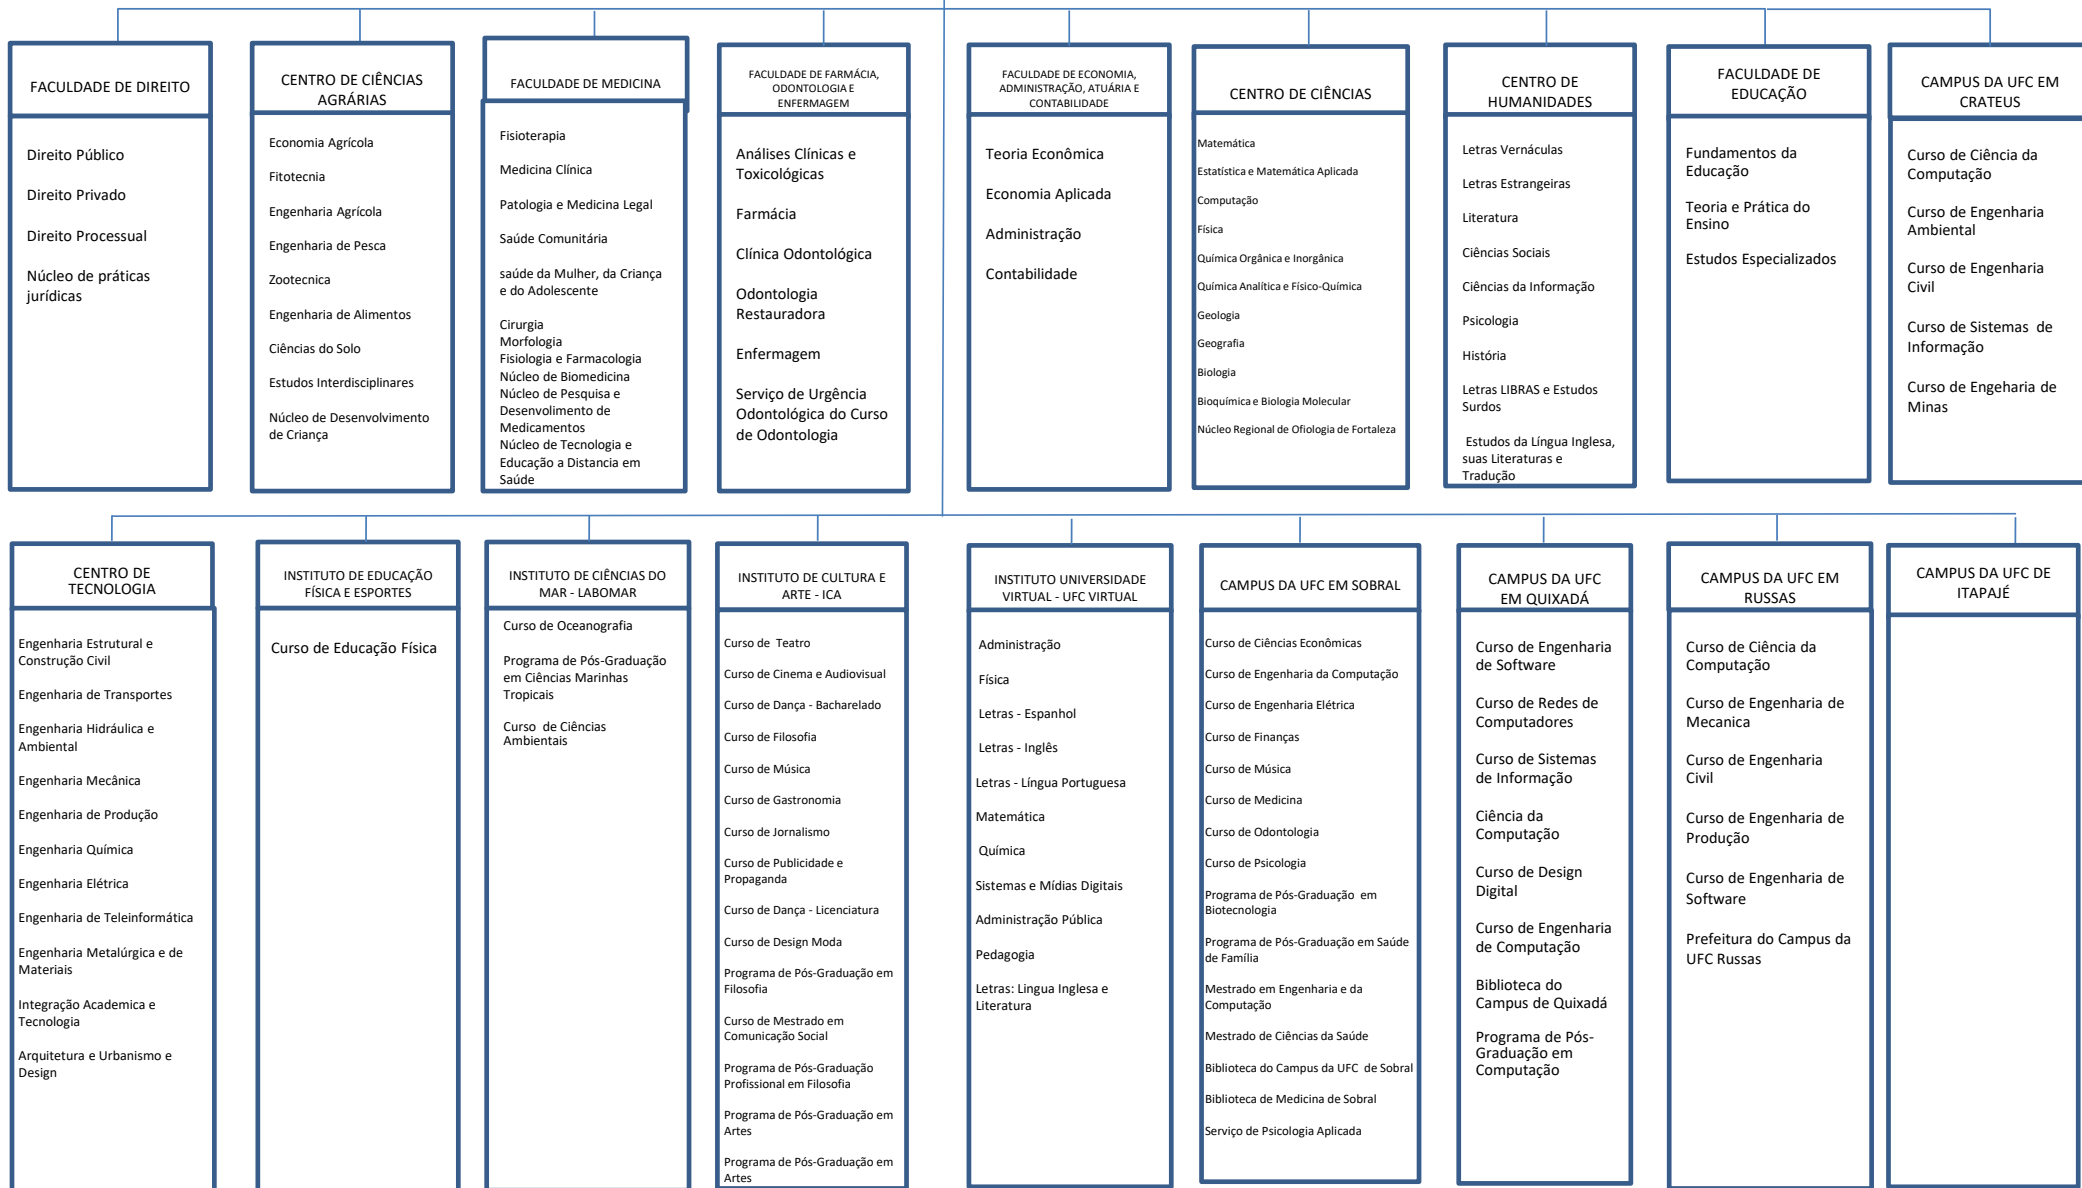 FACULDADE DE DIREITO
Direito Público
Direito Privado
Direito Processual
Núcleo de práticas
jurídicas
CENTRO DE CIÊNCIAS
AGRÁRIAS
Economia Agrícola
Fitotecnia
Engenharia Agrícola
Engenharia de Pesca
Zootecnica
Engenharia de Alimentos
Ciências do Solo
Estudos Interdisciplinares
Núcleo de Desenvolvimento
de Criança
FACULDADE DE MEDICINA
Fisioterapia
Medicina Clínica
Patologia e Medicina Legal
Saúde Comunitária
saúde da Mulher, da Criança
e do Adolescente
Cirurgia
Morfologia
Fisiologia e Farmacologia
Núcleo de Biomedicina
Núcleo de Pesquisa e
Desenvolimento de
Medicamentos
Núcleo de Tecnologia e
Educação a Distancia em
Saúde
FACULDADE DE FARMÁCIA,
ODONTOLOGIA E
ENFERMAGEM
Análises Clínicas e
Toxicológicas
Farmácia
Clínica Odontológica
Odontologia
Restauradora
Enfermagem
Serviço de Urgência
Odontológica do Curso
de Odontologia
FACULDADE DE ECONOMIA,
ADMINISTRAÇÃO, ATUÁRIA E
CONTABILIDADE
Teoria Econômica
Economia Aplicada
Administração
Contabilidade
CENTRO DE CIÊNCIAS
Matemática
Estatística e Matemática Aplicada
Computação
Física
Química Orgânica e Inorgânica
Química Analítica e Físico-Química
Geologia
Geografia
Biologia
Bioquímica e Biologia Molecular
Núcleo Regional de Ofiologia de Fortaleza
CENTRO DE
HUMANIDADES
Letras Vernáculas
Letras Estrangeiras
Literatura
Ciências Sociais
Ciências da Informação
Psicologia
História
Letras LIBRAS e Estudos
Surdos
Estudos da Língua Inglesa,
suas Literaturas e
Tradução
FACULDADE DE
EDUCAÇÃO
Fundamentos da
Educação
Teoria e Prática do
Ensino
Estudos Especializados
CAMPUS DA UFC EM
CRATEUS
Curso de Ciência da
Computação
Curso de Engenharia
Ambiental
Curso de Engenharia
Civil
Curso de Sistemas de
Informação
Curso de Engeharia de
Minas
CENTRO DE
TECNOLOGIA
Engenharia Estrutural e
Construção Civil
Engenharia de Transportes
Engenharia Hidráulica e
Ambiental
Engenharia Mecânica
Engenharia de Produção
Engenharia Química
Engenharia Elétrica
Engenharia de Teleinformática
Engenharia Metalúrgica e de
Materiais
Integração Academica e
Tecnologia
Arquitetura e Urbanismo e
Design
INSTITUTO DE EDUCAÇÃO
FÍSICA E ESPORTES
Curso de Educação Física
INSTITUTO DE CIÊNCIAS DO
MAR - LABOMAR
Curso de Oceanografia
Programa de Pós-Graduação
em Ciências Marinhas
Tropicais
Curso de Ciências
Ambientais
INSTITUTO DE CULTURA E
ARTE - ICA
Curso de Teatro
Curso de Cinema e Audiovisual
Curso de Dança - Bacharelado
Curso de Filosofia
Curso de Música
Curso de Gastronomia
Curso de Jornalismo
Curso de Publicidade e
Propaganda
Curso de Dança - Licenciatura
Curso de Design Moda
Programa de Pós-Graduação em
Filosofia
Curso de Mestrado em
Comunicação Social
Programa de Pós-Graduação
Profissional em Filosofia
Programa de Pós-Graduação em
Artes
Programa de Pós-Graduação em
Artes
INSTITUTO UNIVERSIDADE
VIRTUAL - UFC VIRTUAL
Administração
Física
Letras - Espanhol
Letras - Inglês
Letras - Língua Portuguesa
Matemática
Química
Sistemas e Mídias Digitais
Administração Pública
Pedagogia
Letras: Lingua Inglesa e
Literatura
CAMPUS DA UFC EM SOBRAL
Curso de Ciências Econômicas
Curso de Engenharia da Computação
Curso de Engenharia Elétrica
Curso de Finanças
Curso de Música
Curso de Medicina
Curso de Odontologia
Curso de Psicologia
Programa de Pós-Graduação em
Biotecnologia
Programa de Pós-Graduação em Saúde
de Família
Mestrado em Engenharia e da
Computação
Mestrado de Ciências da Saúde
Biblioteca do Campus da UFC de Sobral
Biblioteca de Medicina de Sobral
Serviço de Psicologia Aplicada
CAMPUS DA UFC
EM QUIXADÁ
Curso de Engenharia
de Software
Curso de Redes de
Computadores
Curso de Sistemas
de Informação
Ciência da
Computação
Curso de Design
Digital
Curso de Engenharia
de Computação
Biblioteca do
Campus de Quixadá
Programa de Pós-
Graduação em
Computação
CAMPUS DA UFC EM
RUSSAS
Curso de Ciência da
Computação
Curso de Engenharia de
Mecanica
Curso de Engenharia
Civil
Curso de Engenharia de
Produção
Curso de Engenharia de
Software
Prefeitura do Campus da
UFC Russas
CAMPUS DA UFC DE
ITAPAJÉ